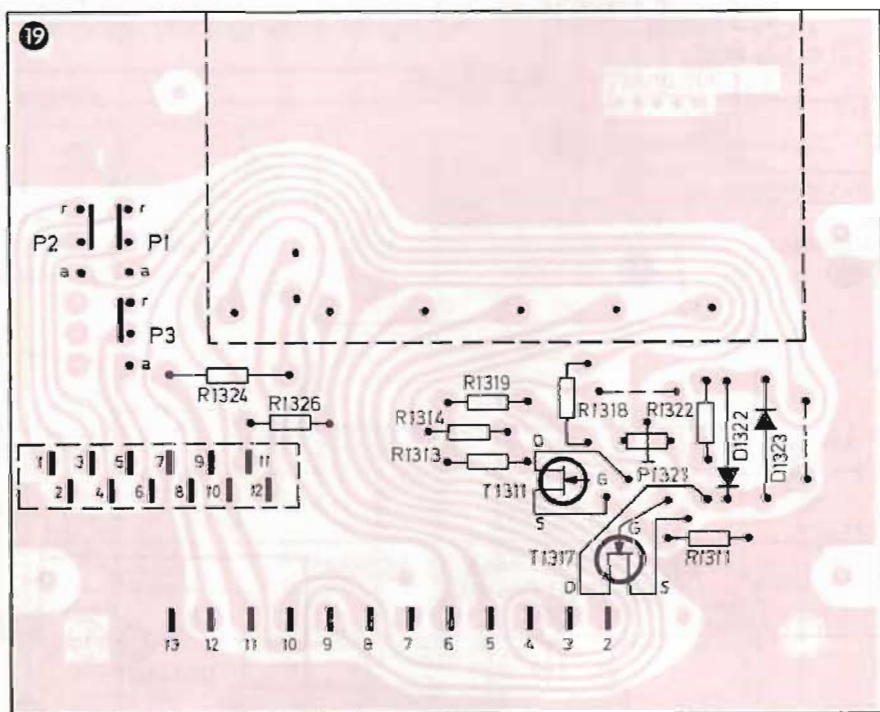 19
r r
P2 P1
a a
r
P3
a
R1324
R1326
R1319
R1314
R1313
R1318
R1322
D1322
D1323
P1321
D
G
T1311
S
G
T1317
D S
R1311
1 3 5 7 9 11
2 4 6 8 10 12
13 12 11 10 9 8 7 6 5 4 3 2